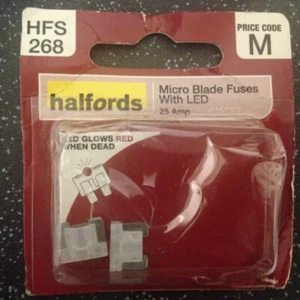 HFS
268
PRICE CODE
M
halfords
Micro Blade Fuses
With LED
25 Amp
LED GLOWS RED
WHEN DEAD